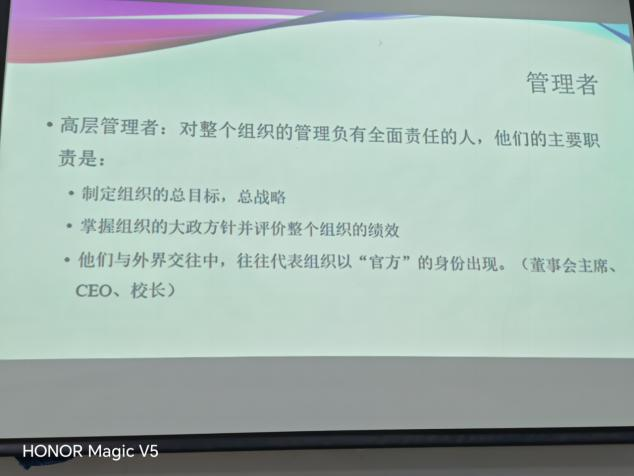 管理者
• 高层管理者：对整个组织的管理负有全面责任的人，他们的主要职
责是：
• 制定组织的总目标，总战略
• 掌握组织的大政方针并评价整个组织的绩效
• 他们与外界交往中，往往代表组织以“官方”的身份出现。（董事会主席、
CEO、校长）
HONOR Magic V5